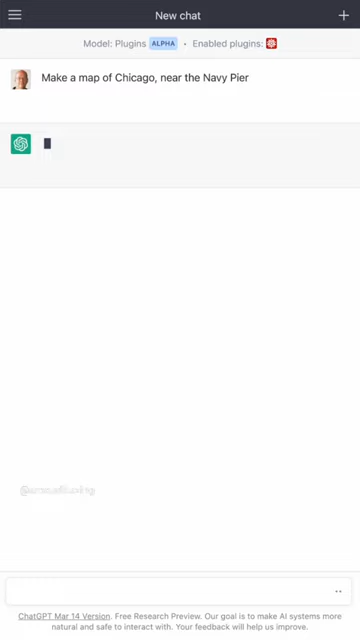 New chat
Model: Plugins ALPHA • Enabled plugins:
Make a map of Chicago, near the Navy Pier
ChatGPT Mar 14 Version. Free Research Preview. Our goal is to make AI systems more
natural and safe to interact with. Your feedback will help us improve.